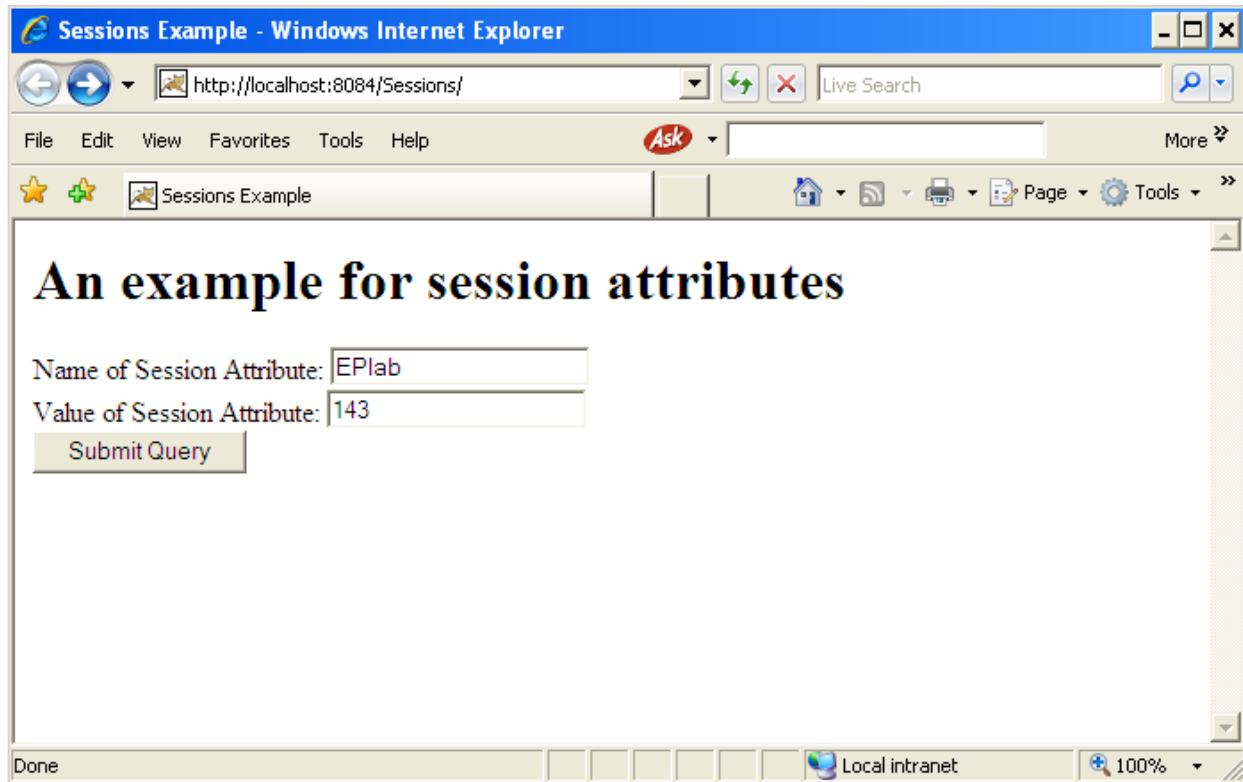 Sessions Example - Windows Internet Explorer
http://localhost:8084/Sessions/ Live Search
File Edit View Favorites Tools Help Ask More
Sessions Example Page Tools
An example for session attributes
Name of Session Attribute: EPlab
Value of Session Attribute: 143
Submit Query
Done Local intranet 100%